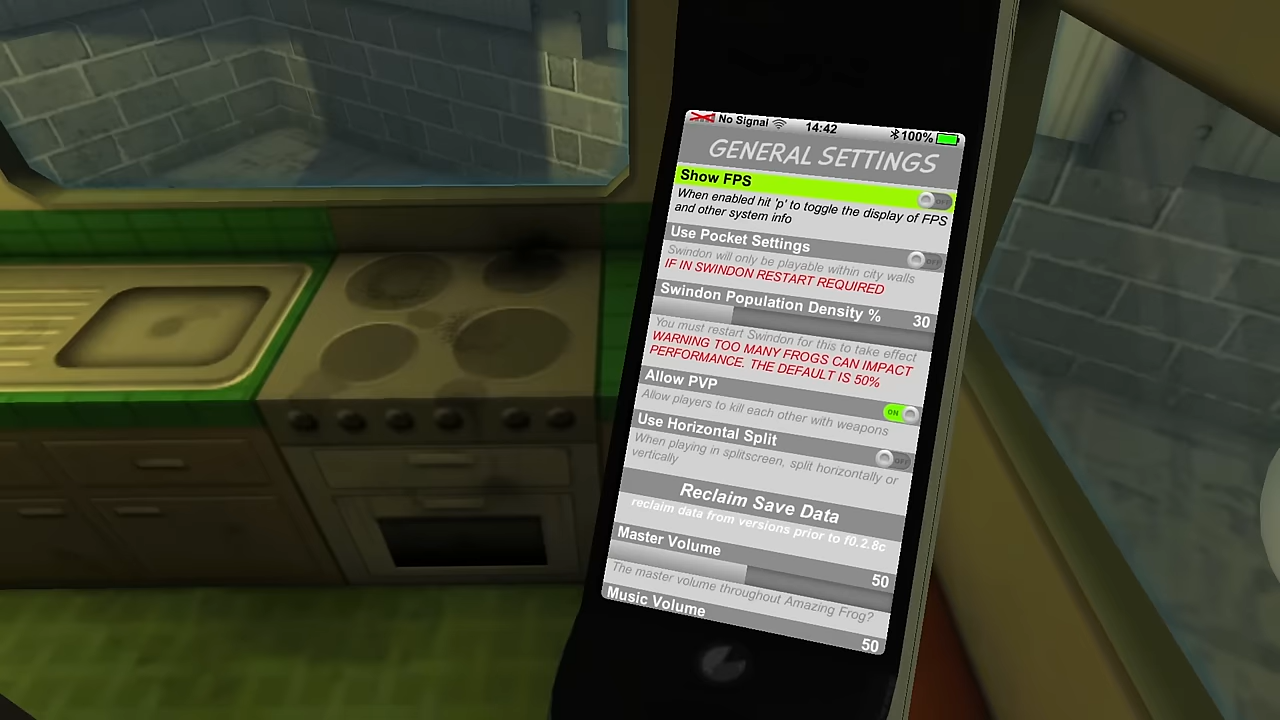 No Signal 14:42 100%
GENERAL SETTINGS
Show FPS OFF
When enabled hit 'p' to toggle the display of FPS
and other system info
Use Pocket Settings OFF
Swindon will only be playable within city walls
IF IN SWINDON RESTART REQUIRED
Swindon Population Density % 30
You must restart Swindon for this to take effect
WARNING TOO MANY FROGS CAN IMPACT
PERFORMANCE. THE DEFAULT IS 50%
Allow PVP ON
Allow players to kill each other with weapons
Use Horizontal Split OFF
When playing in splitscreen, split horizontally or
vertically
Reclaim Save Data
reclaim data from versions prior to f0.2.8c
Master Volume 50
The master volume throughout Amazing Frog?
Music Volume 50